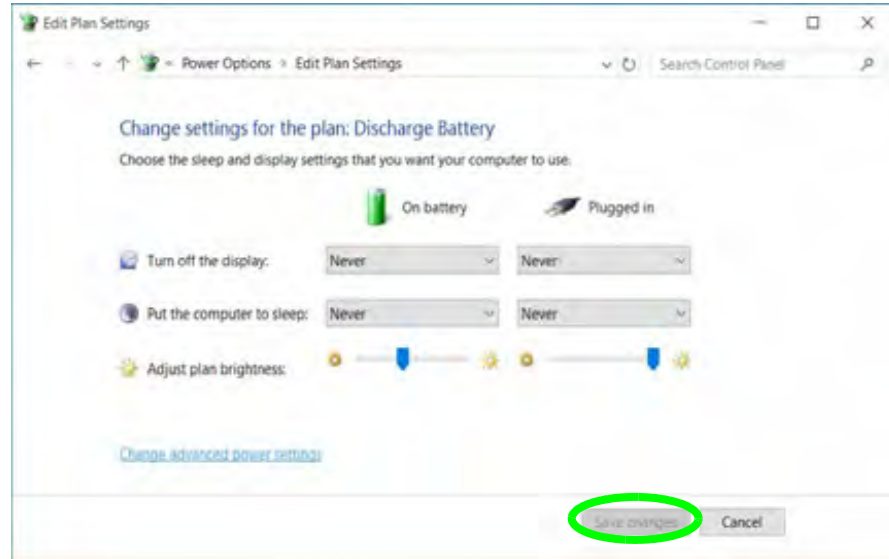 Edit Plan Settings
« Power Options > Edit Plan Settings
Search Control Panel
Change settings for the plan: Discharge Battery
Choose the sleep and display settings that you want your computer to use.
On battery Plugged in
Turn off the display: Never Never
Put the computer to sleep: Never Never
Adjust plan brightness:
Change advanced power settings
Save changes Cancel